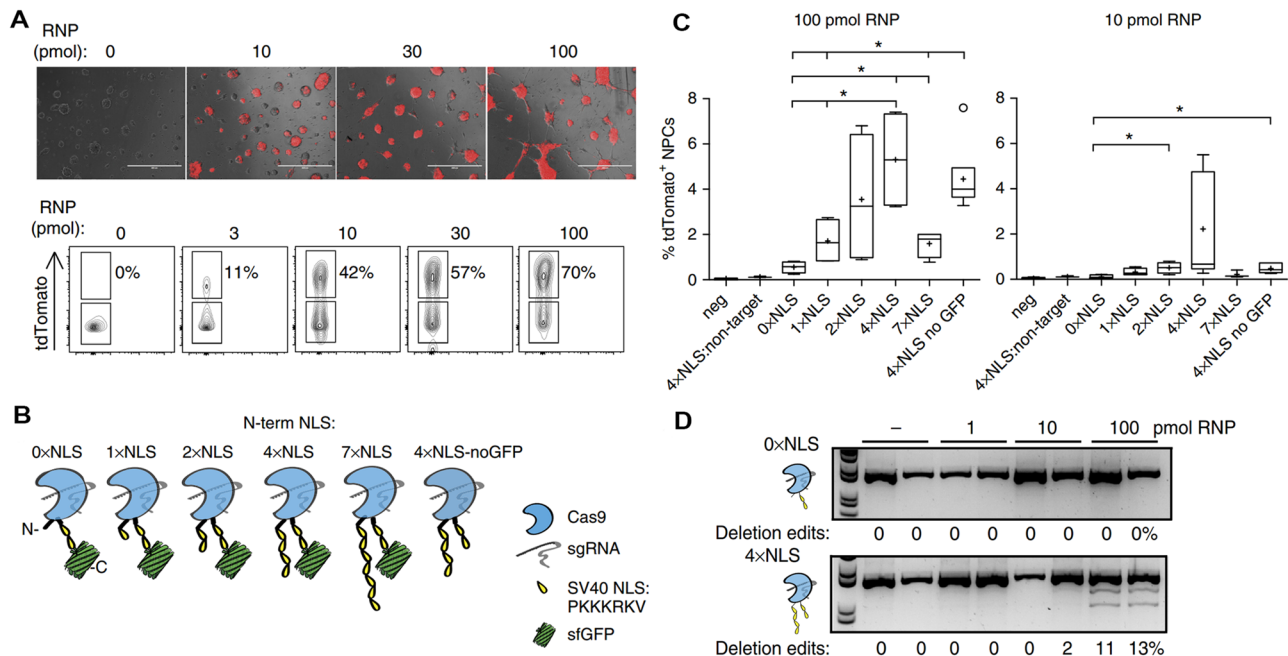 A
RNP
(pmol): 0 10 30 100
RNP
(pmol): 0 3 10 30 100
tdTomato
0% 11% 42% 57% 70%
B
N-term NLS:
0×NLS 1×NLS 2×NLS 4×NLS 7×NLS 4×NLS-noGFP
N-
-C
Cas9
sgRNA
SV40 NLS:
PKKKRKV
sfGFP
C
100 pmol RNP 10 pmol RNP
* * * * *
% tdTomato+ NPCs
8 6 4 2 0
8 6 4 2 0
neg 4×NLS:non-target 0×NLS 1×NLS 2×NLS 4×NLS 7×NLS 4×NLS no GFP
neg 4×NLS:non-target 0×NLS 1×NLS 2×NLS 4×NLS 7×NLS 4×NLS no GFP
D
– 1 10 100 pmol RNP
0×NLS
Deletion edits: 0 0 0 0 0 0 0 0%
4×NLS
Deletion edits: 0 0 0 0 0 2 11 13%